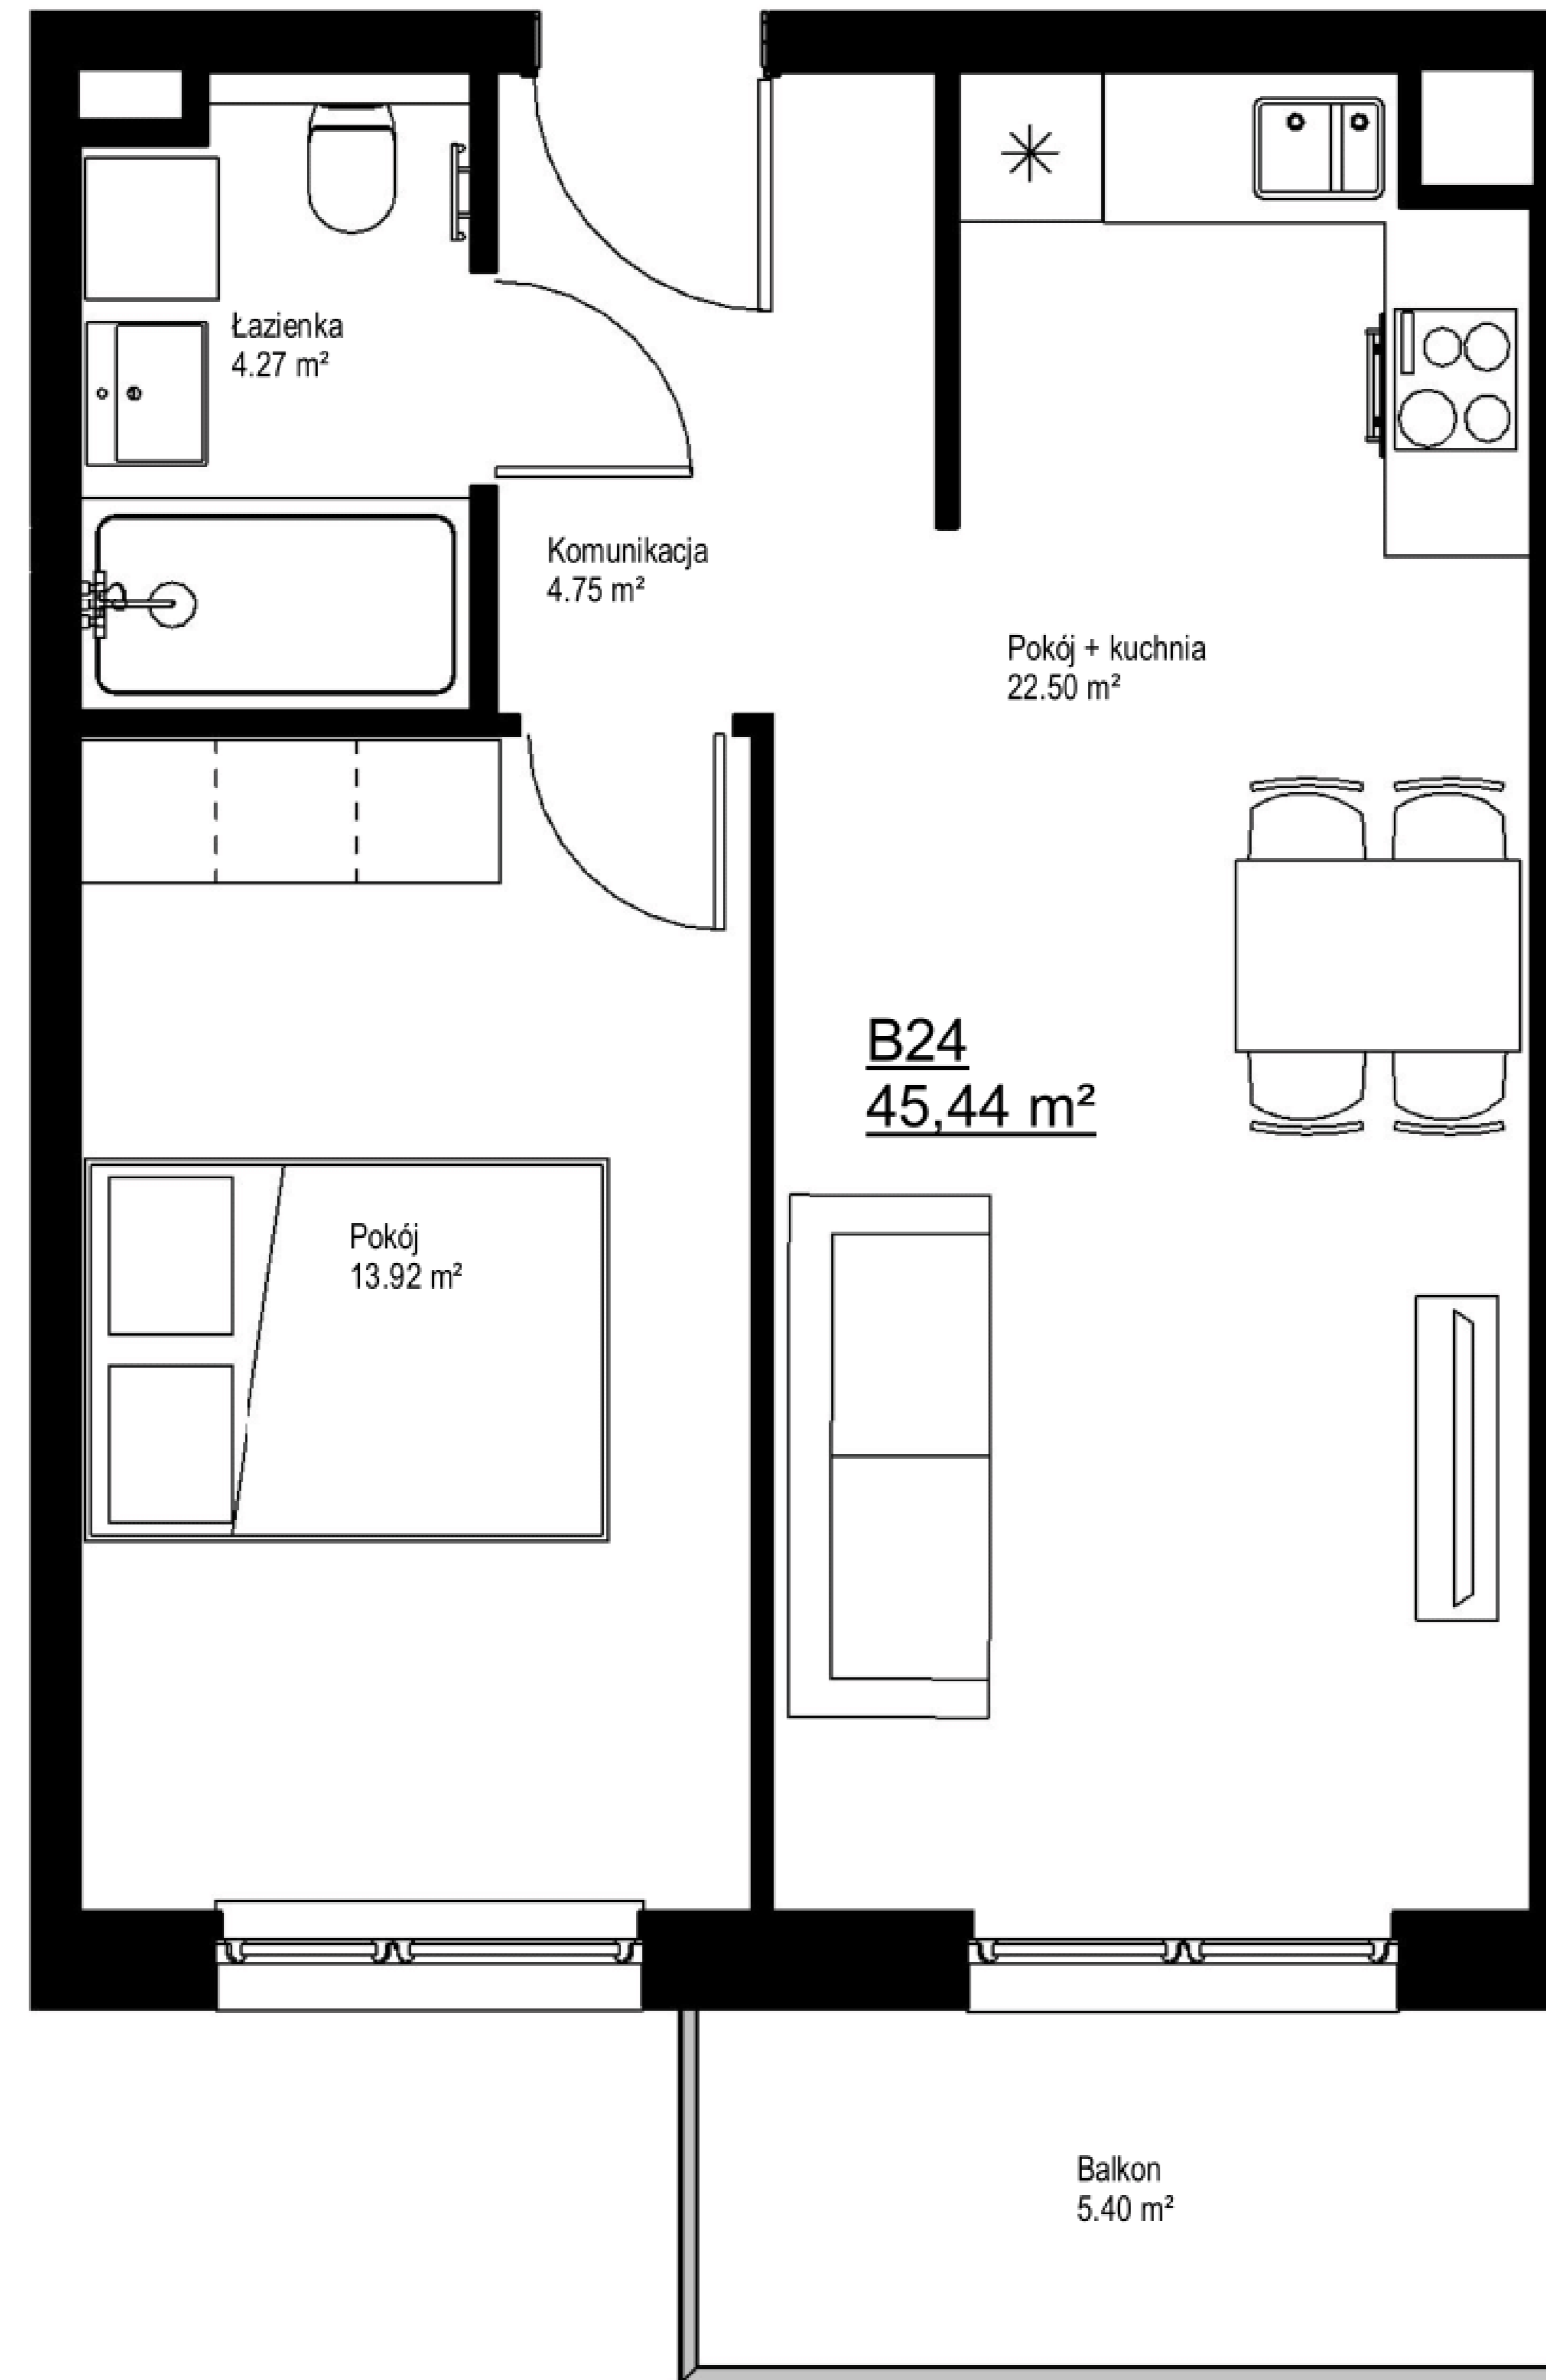 Łazienka
4.27 m²
Komunikacja
4.75 m²
Pokój + kuchnia
22.50 m²
B24
45,44 m²
Pokój
13.92 m²
Balkon
5.40 m²